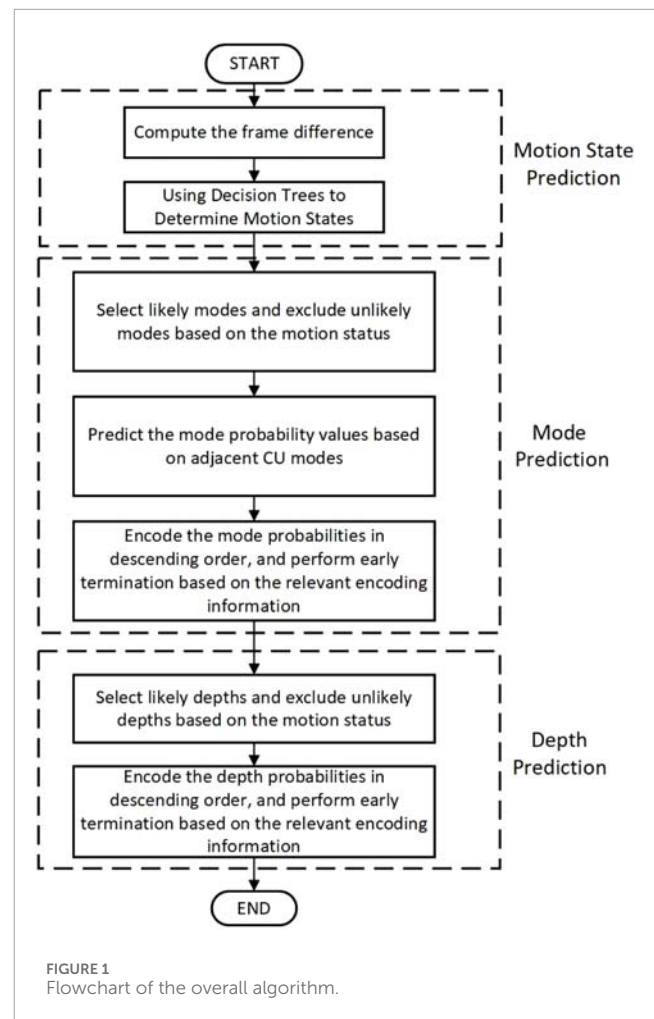 START
Compute the frame difference
Using Decision Trees to
Determine Motion States
Motion State
Prediction
Select likely modes and exclude unlikely
modes based on the motion status
Predict the mode probability values based
on adjacent CU modes
Encode the mode probabilities in
descending order, and perform early
termination based on the relevant encoding
information
Mode
Prediction
Select likely depths and exclude unlikely
depths based on the motion status
Encode the depth probabilities in
descending order, and perform early
termination based on the relevant encoding
information
Depth
Prediction
END
FIGURE 1
Flowchart of the overall algorithm.